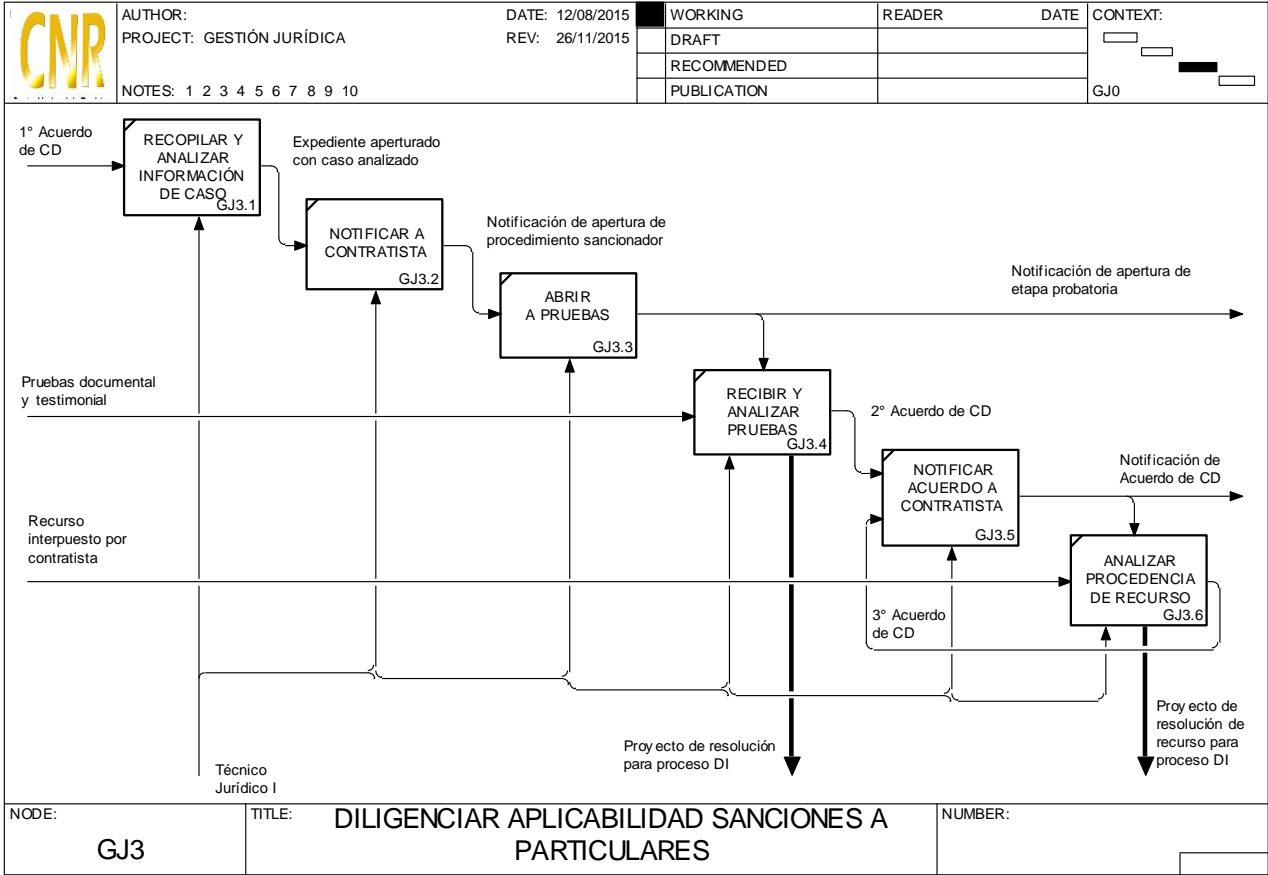 CNR
AUTHOR:
PROJECT: GESTIÓN JURÍDICA
NOTES: 1 2 3 4 5 6 7 8 9 10
DATE: 12/08/2015
REV: 26/11/2015
WORKING
DRAFT
RECOMMENDED
PUBLICATION
READER DATE
CONTEXT:
GJ0
1° Acuerdo
de CD
RECOPILAR Y
ANALIZAR
INFORMACIÓN
DE CASO
GJ3.1
Expediente aperturado
con caso analizado
NOTIFICAR A
CONTRATISTA
GJ3.2
Notificación de apertura de
procedimiento sancionador
ABRIR
A PRUEBAS
GJ3.3
Notificación de apertura de
etapa probatoria
Pruebas documental
y testimonial
RECIBIR Y
ANALIZAR
PRUEBAS
GJ3.4
2° Acuerdo de CD
NOTIFICAR
ACUERDO A
CONTRATISTA
GJ3.5
Notificación de
Acuerdo de CD
Recurso
interpuesto por
contratista
ANALIZAR
PROCEDENCIA
DE RECURSO
GJ3.6
3° Acuerdo
de CD
Proyecto de resolución
para proceso DI
Proyecto de
resolución de
recurso para
proceso DI
Técnico
Jurídico I
NODE:
GJ3
TITLE:
DILIGENCIAR APLICABILIDAD SANCIONES A
PARTICULARES
NUMBER: